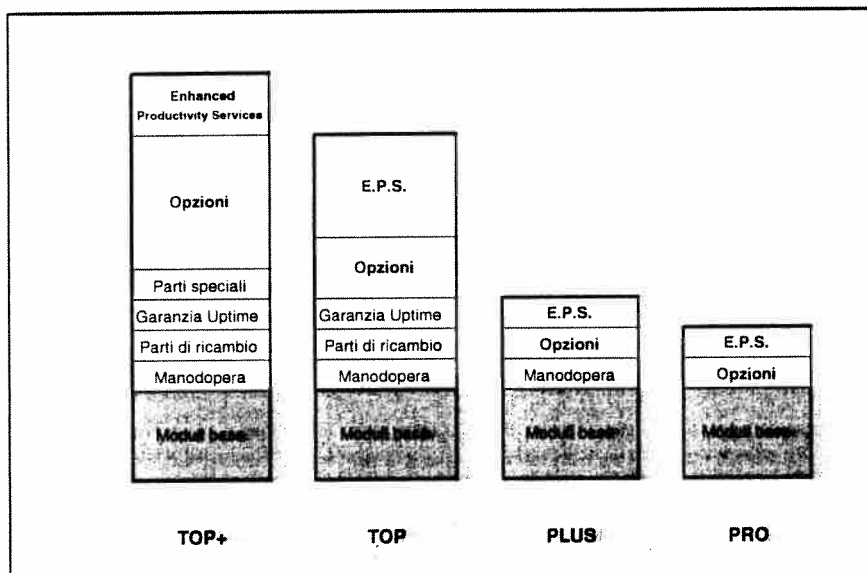 Enhanced
Productivity Services
Opzioni
Parti speciali
Garanzia Uptime
Parti di ricambio
Manodopera
Moduli base
TOP+
E.P.S.
Opzioni
Garanzia Uptime
Parti di ricambio
Manodopera
Moduli base
TOP
E.P.S.
Opzioni
Manodopera
Moduli base
PLUS
E.P.S.
Opzioni
Moduli base
PRO